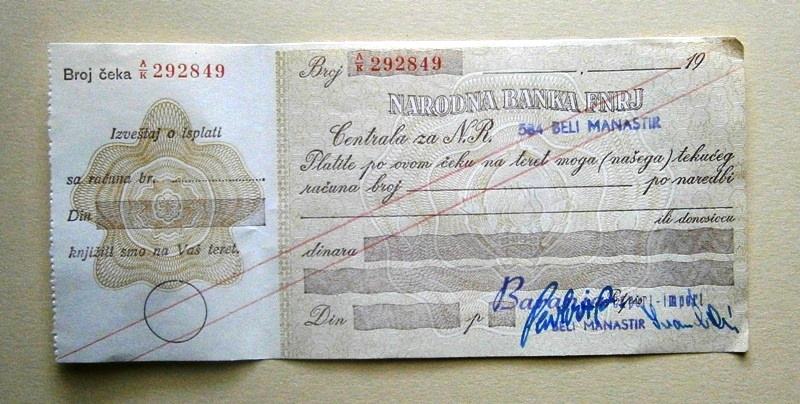 Broj čeka A/K 292849
Izveštaj o isplati
sa računa br.
Din
knjižili smo na Vaš teret.
Broj A/K 292849 19
NARODNA BANKA FNRJ
Centrala za N.R. 584 BELI MANASTIR
Platite po ovom čeku na teret moga (našega) tekućeg
računa broj po naredbi
ili donosiocu
dinara
Din p
export-import
BELI MANASTIR